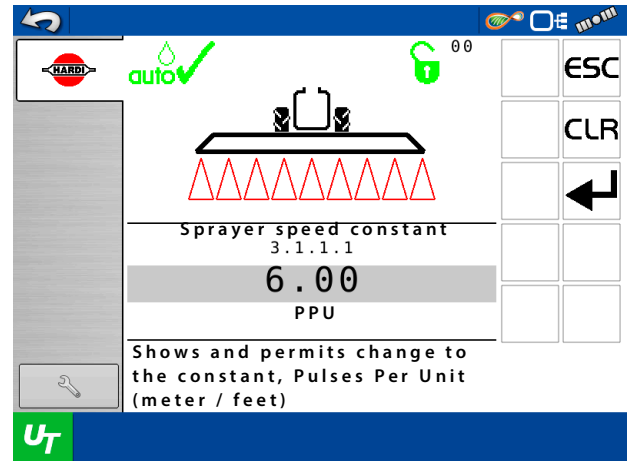 HARDI
auto
00
ESC
CLR
Sprayer speed constant
3.1.1.1
6.00
PPU
Shows and permits change to
the constant, Pulses Per Unit
(meter / feet)
UT